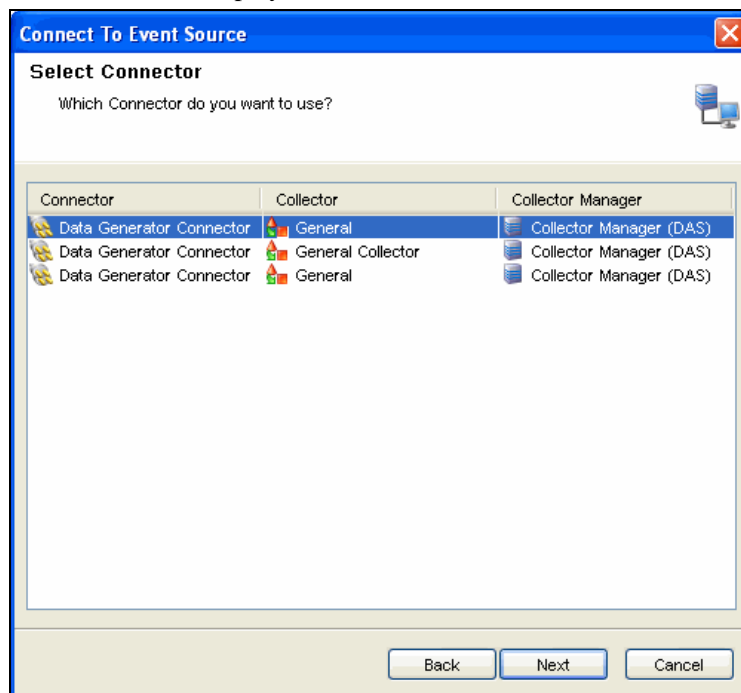 Connect To Event Source
Select Connector
Which Connector do you want to use?
Connector Collector Collector Manager
Data Generator Connector General Collector Manager (DAS)
Data Generator Connector General Collector Collector Manager (DAS)
Data Generator Connector General Collector Manager (DAS)
Back Next Cancel